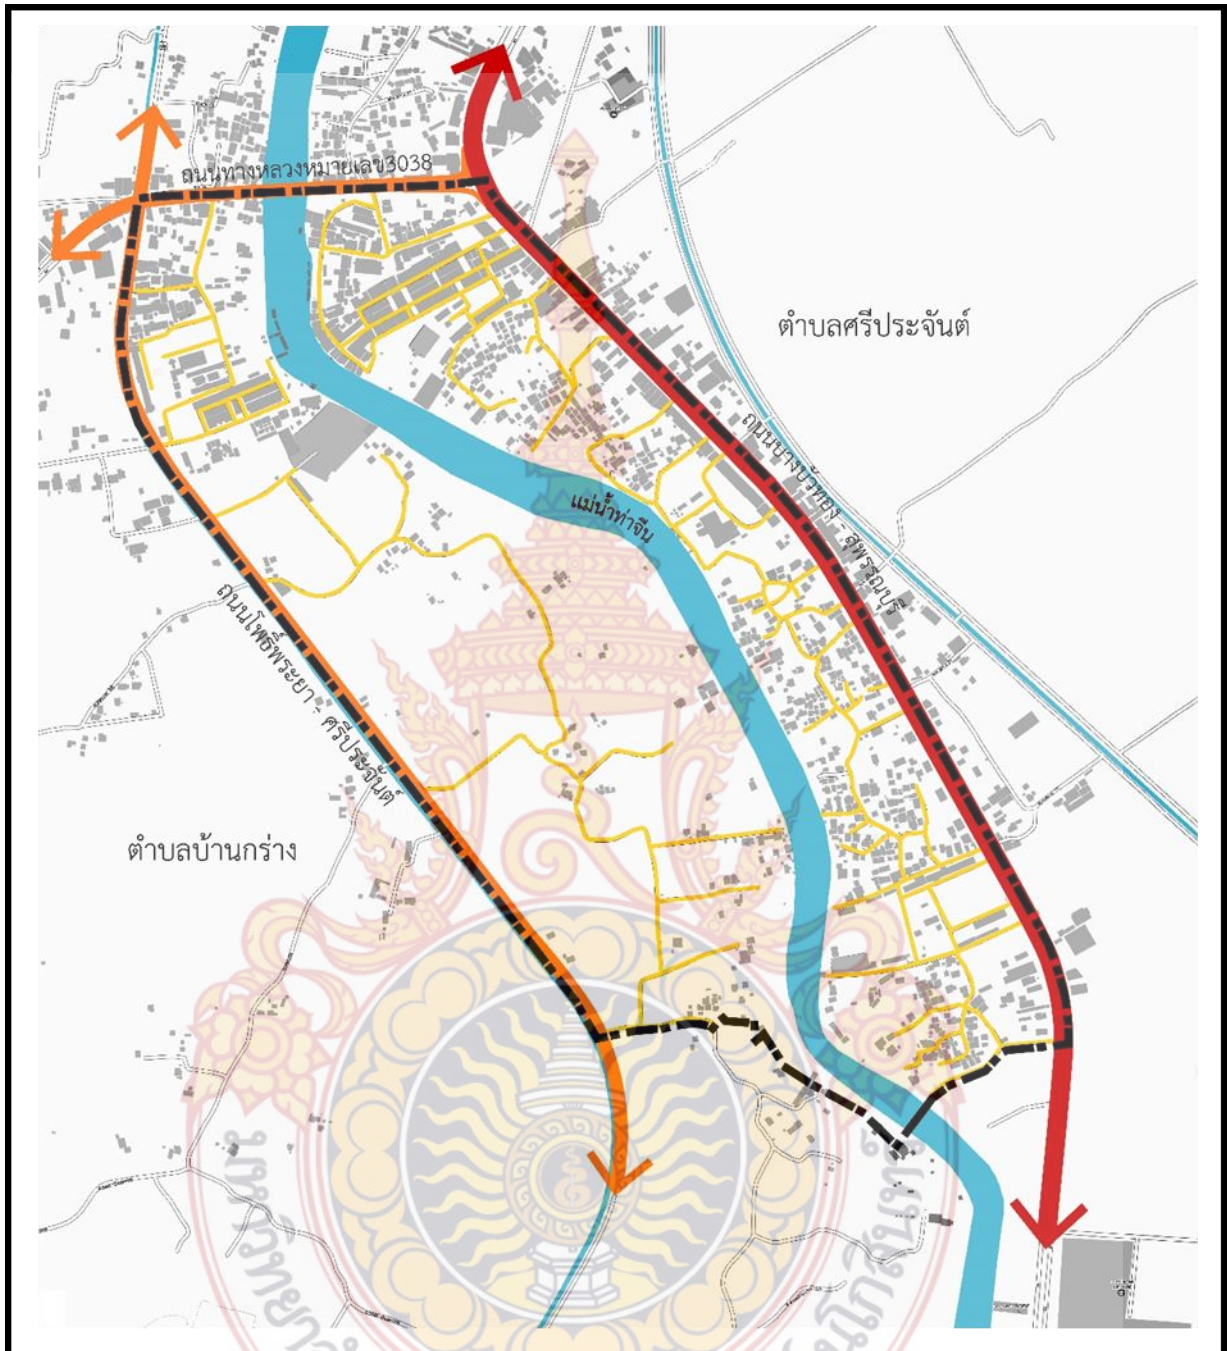 ถนนทางหลวงหมายเลข3038
ตำบลศรีประจันต์
ถนนบางบัวทอง - สุพรรณบุรี
แม่น้ำท่าจีน
ถนนโพธิ์พระยา - ศรีประจันต์
ตำบลบ้านกร่าง